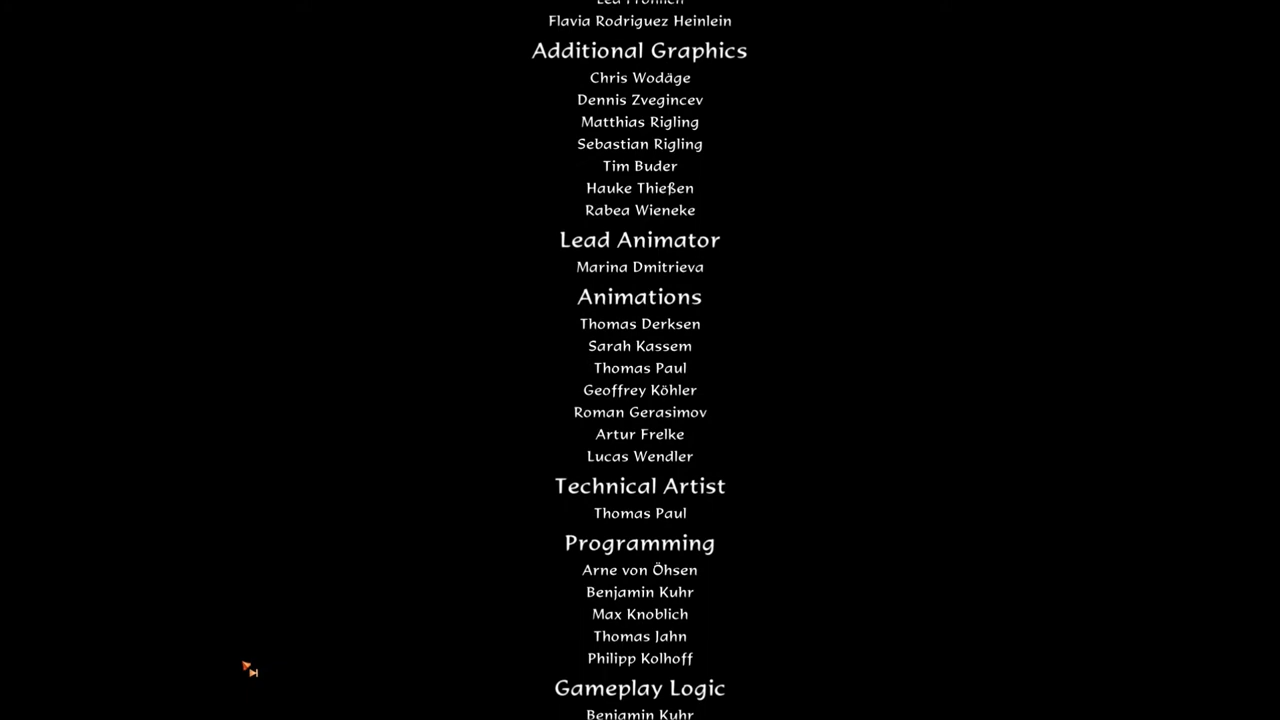 Lea Fröhlich
Flavia Rodriguez Heinlein
Additional Graphics
Chris Wodäge
Dennis Zvegincev
Matthias Rigling
Sebastian Rigling
Tim Buder
Hauke Thießen
Rabea Wieneke
Lead Animator
Marina Dmitrieva
Animations
Thomas Derksen
Sarah Kassem
Thomas Paul
Geoffrey Köhler
Roman Gerasimov
Artur Frelke
Lucas Wendler
Technical Artist
Thomas Paul
Programming
Arne von Öhsen
Benjamin Kuhr
Max Knoblich
Thomas Jahn
Philipp Kolhoff
Gameplay Logic
Benjamin Kuhr